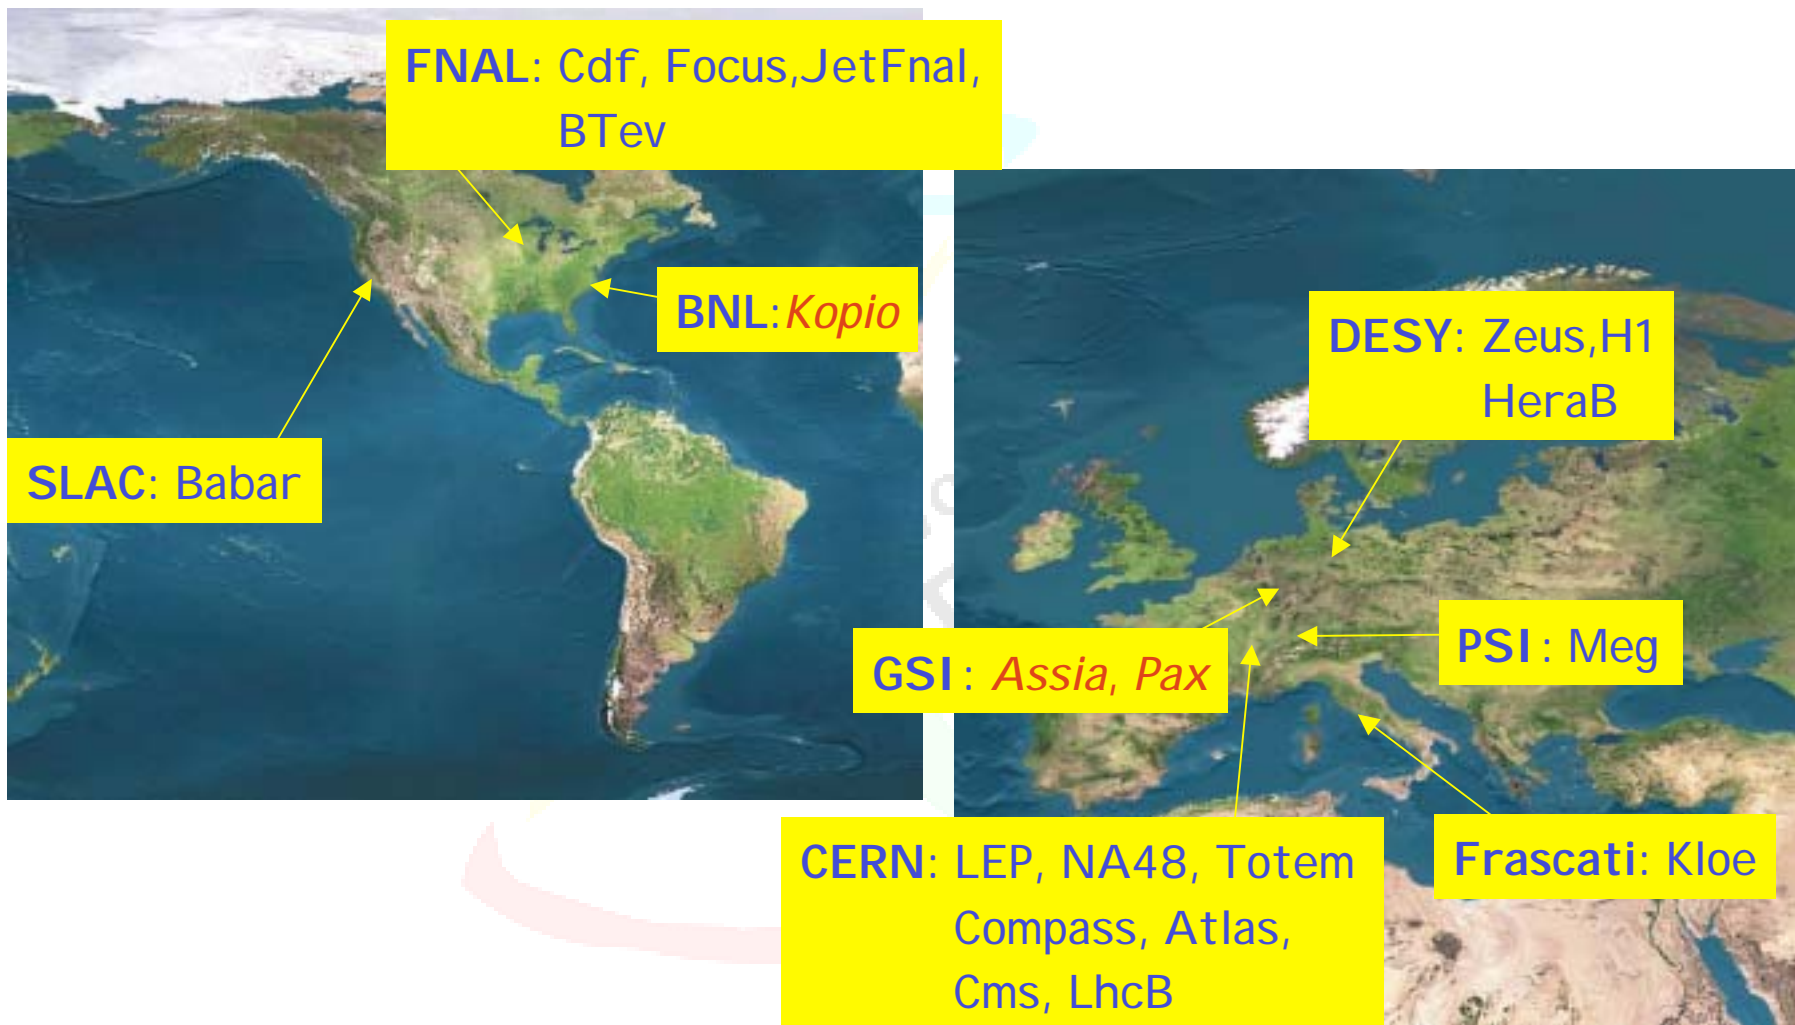 FNAL: Cdf, Focus,JetFnal,
BTev
BNL:Kopio
SLAC: Babar
DESY: Zeus,H1
HeraB
GSI: Assia, Pax
PSI: Meg
CERN: LEP, NA48, Totem
Compass, Atlas,
Cms, LhcB
Frascati: Kloe